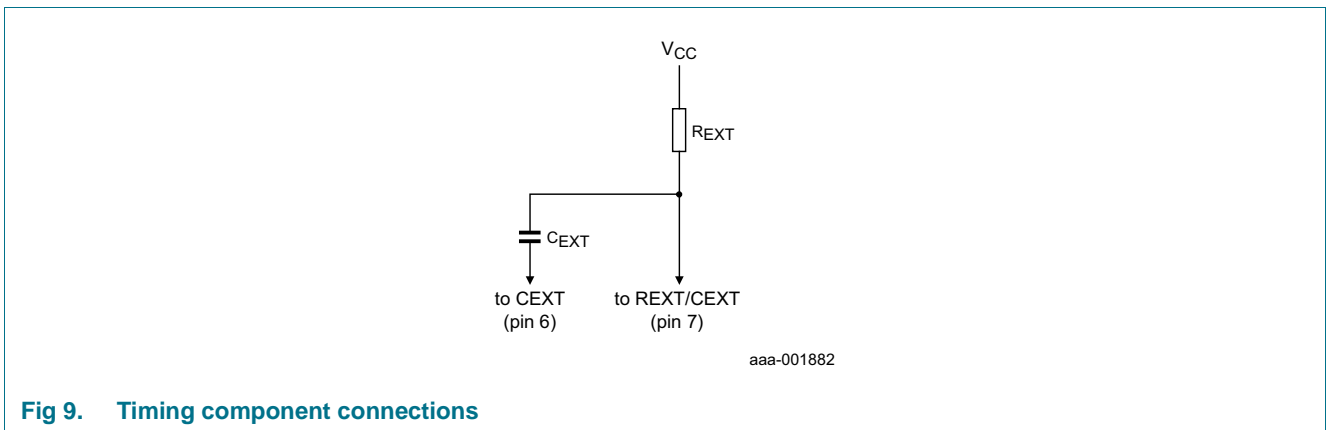 VCC
REXT
CEXT
to CEXT
(pin 6)
to REXT/CEXT
(pin 7)
aaa-001882
Fig 9. Timing component connections